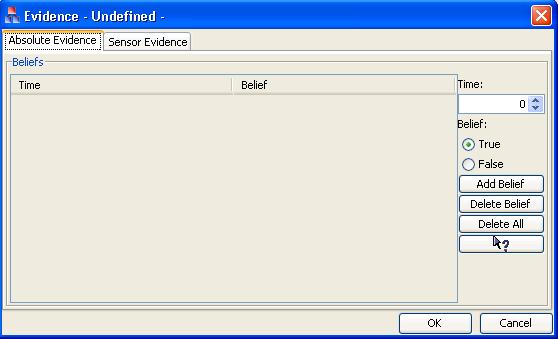 Evidence - Undefined -
Absolute Evidence Sensor Evidence
Beliefs
Time Belief
Time:
0
Belief:
True
False
Add Belief
Delete Belief
Delete All
?
OK Cancel